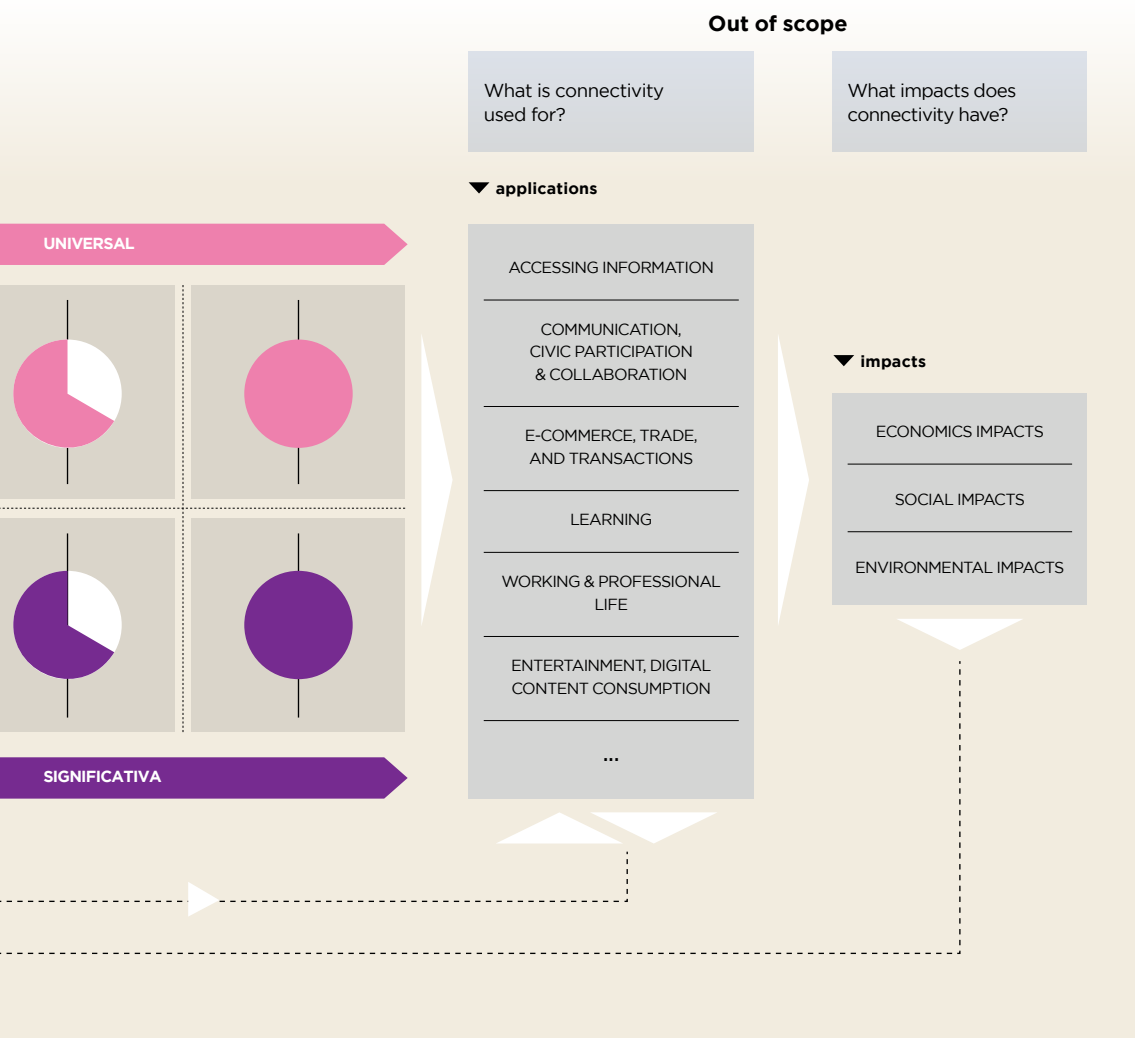 Out of scope
What is connectivity
used for?
What impacts does
connectivity have?
applications
UNIVERSAL
ACCESSING INFORMATION
COMMUNICATION,
CIVIC PARTICIPATION
& COLLABORATION
E-COMMERCE, TRADE,
AND TRANSACTIONS
LEARNING
WORKING & PROFESSIONAL
LIFE
ENTERTAINMENT, DIGITAL
CONTENT CONSUMPTION
...
impacts
ECONOMICS IMPACTS
SOCIAL IMPACTS
ENVIRONMENTAL IMPACTS
SIGNIFICATIVA